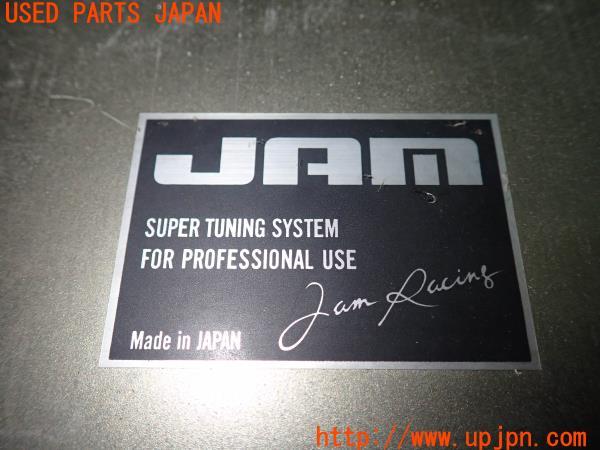 USED PARTS JAPAN
JAM
SUPER TUNING SYSTEM
FOR PROFESSIONAL USE
Jam Racing
Made in JAPAN
http://www.upjpn.com/